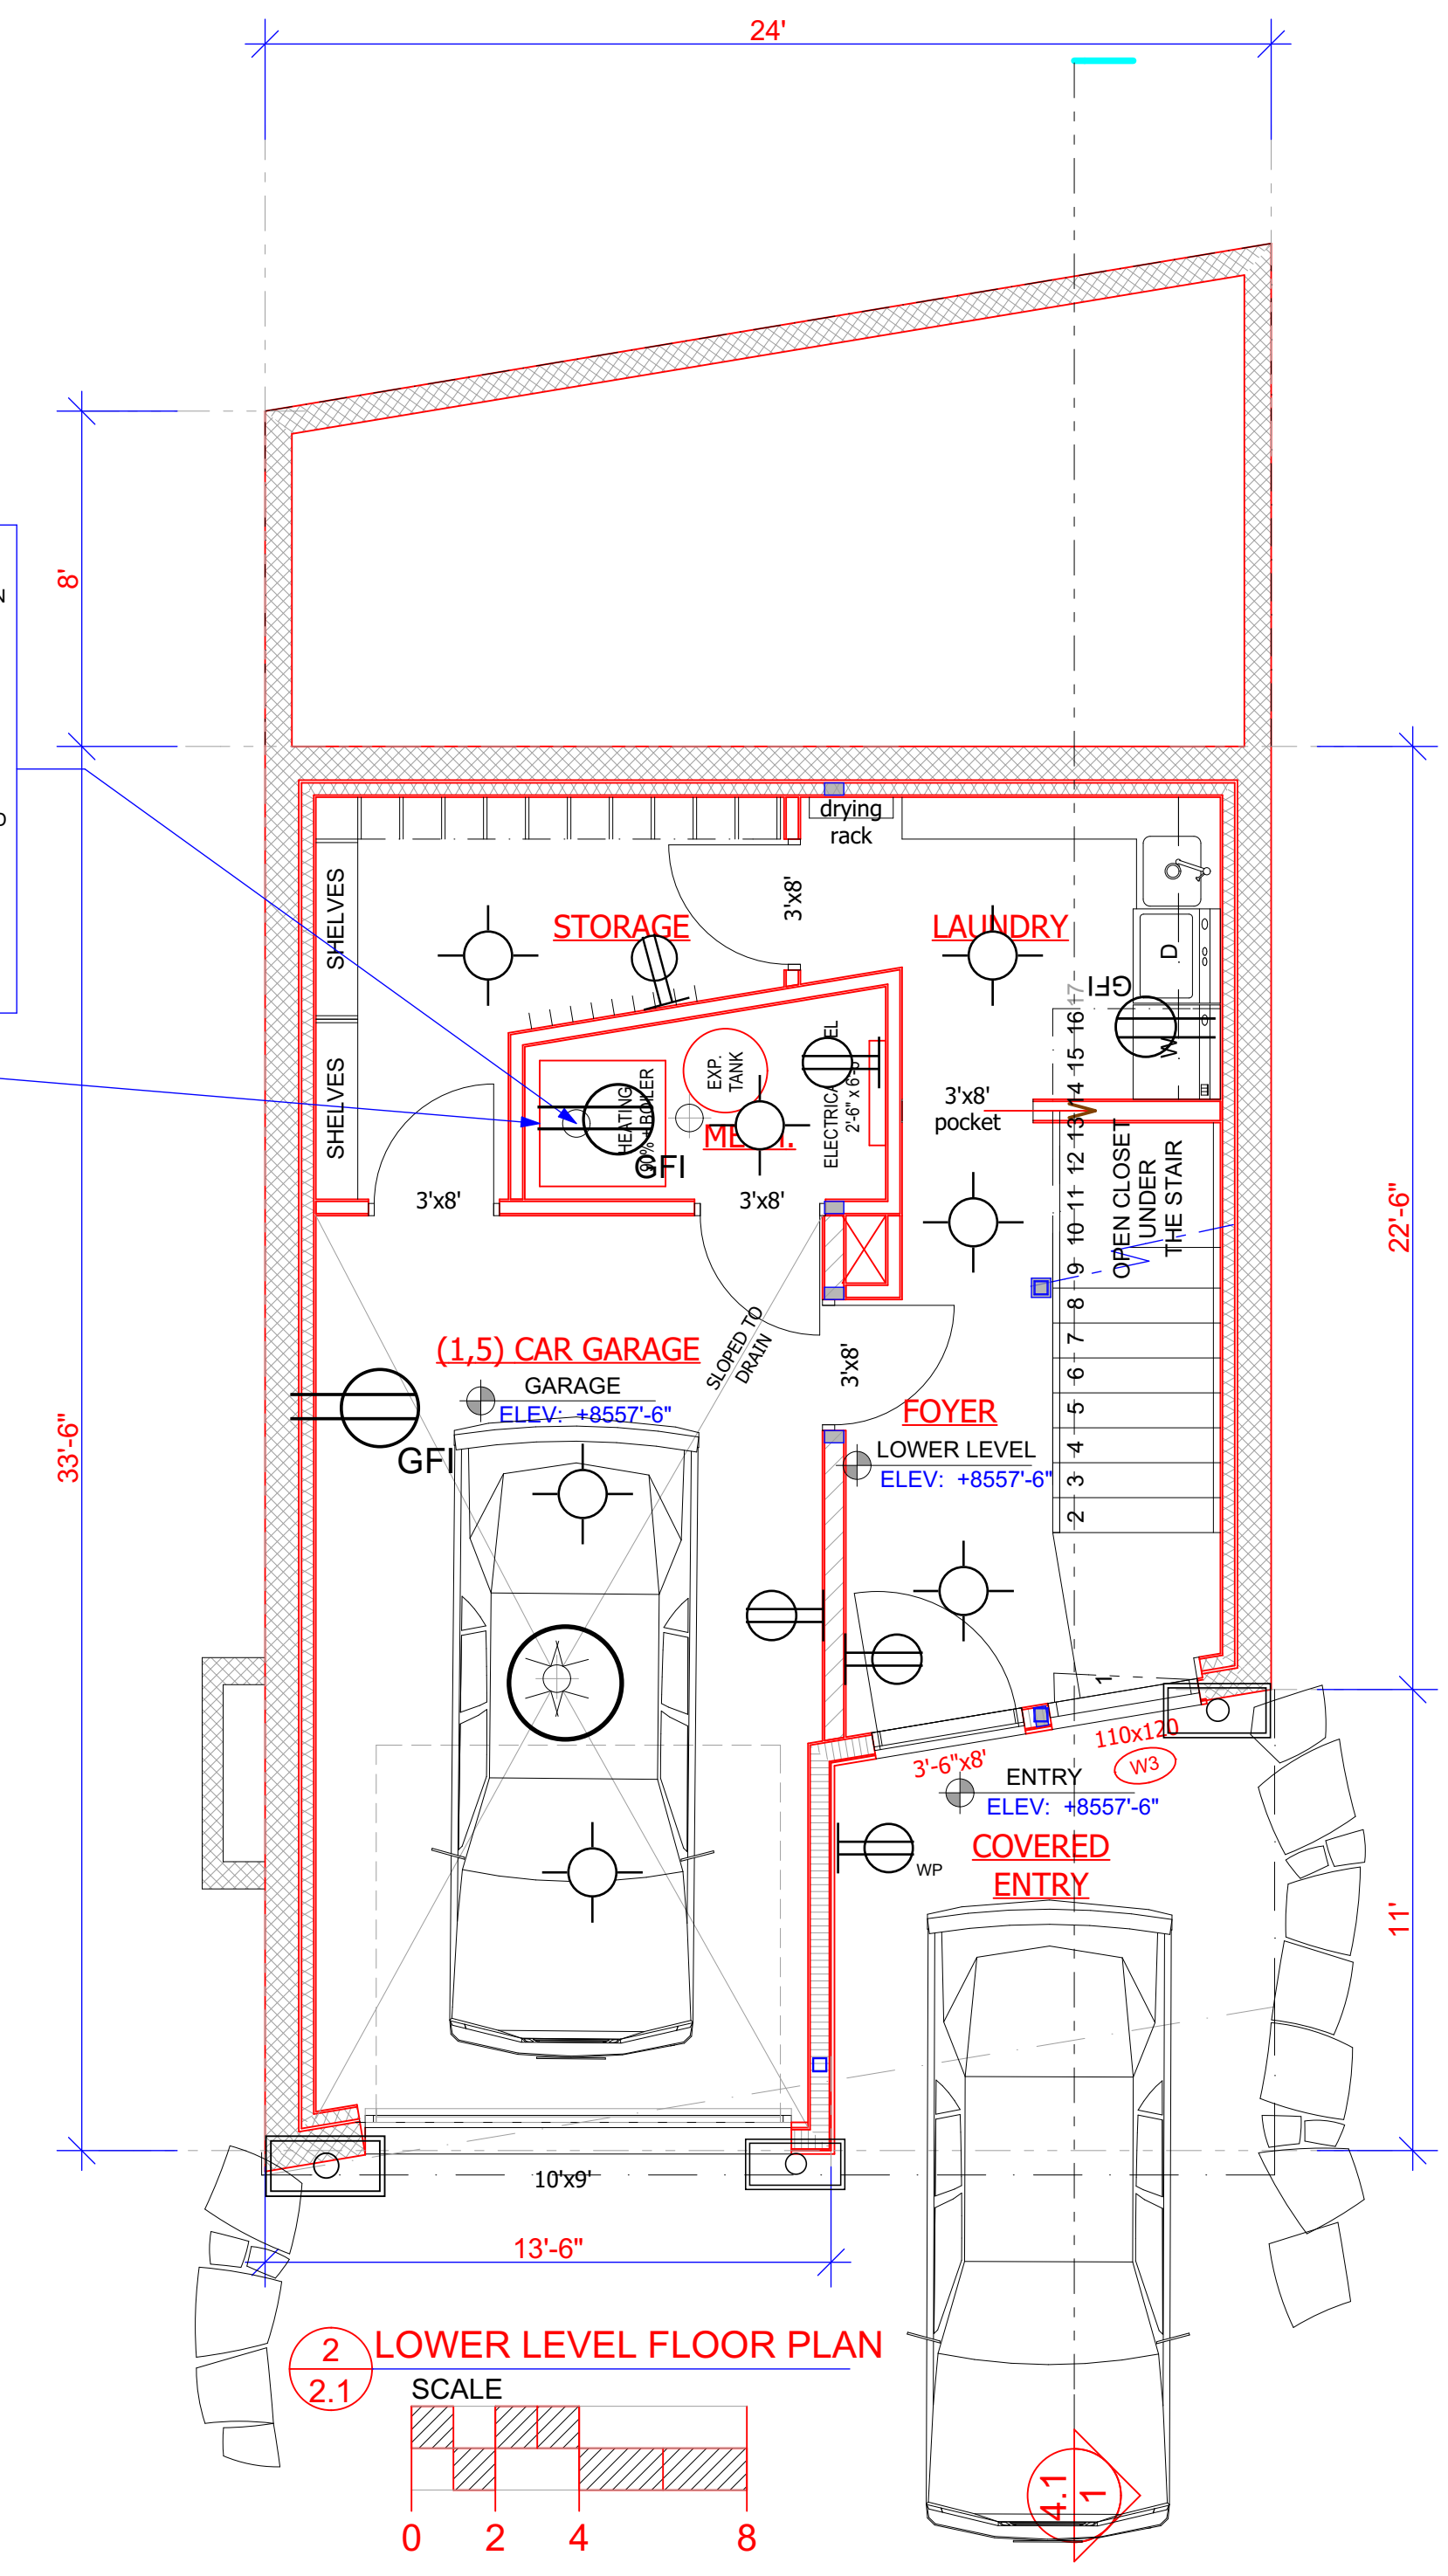 24'
8'
N
D
drying
rack
SHELVES
STORAGE
3'x8'
LAUNDRY
D
GFI
W
SHELVES
HEATING
90%+ BOILER
EXP.
TANK
GFI
3'x8'
pocket
OPEN CLOSET
UNDER
THE STAIR
3'x8'
3'x8'
22'-6"
17
16
15
14
13
12
11
10
9
8
7
6
5
4
3
2
1
(1,5) CAR GARAGE
SLOPED TO
DRAIN
GARAGE
ELEV: +8557'-6"
3'x8'
FOYER
33'-6"
GFI
LOWER LEVEL
ELEV: +8557'-6"
110x120
3'-6"x8'
W3
ENTRY
ELEV: +8557'-6"
COVERED
ENTRY
WP
11'
10'x9'
13'-6"
2
2.1
LOWER LEVEL FLOOR PLAN
SCALE
0 2 4 8
4.1
1